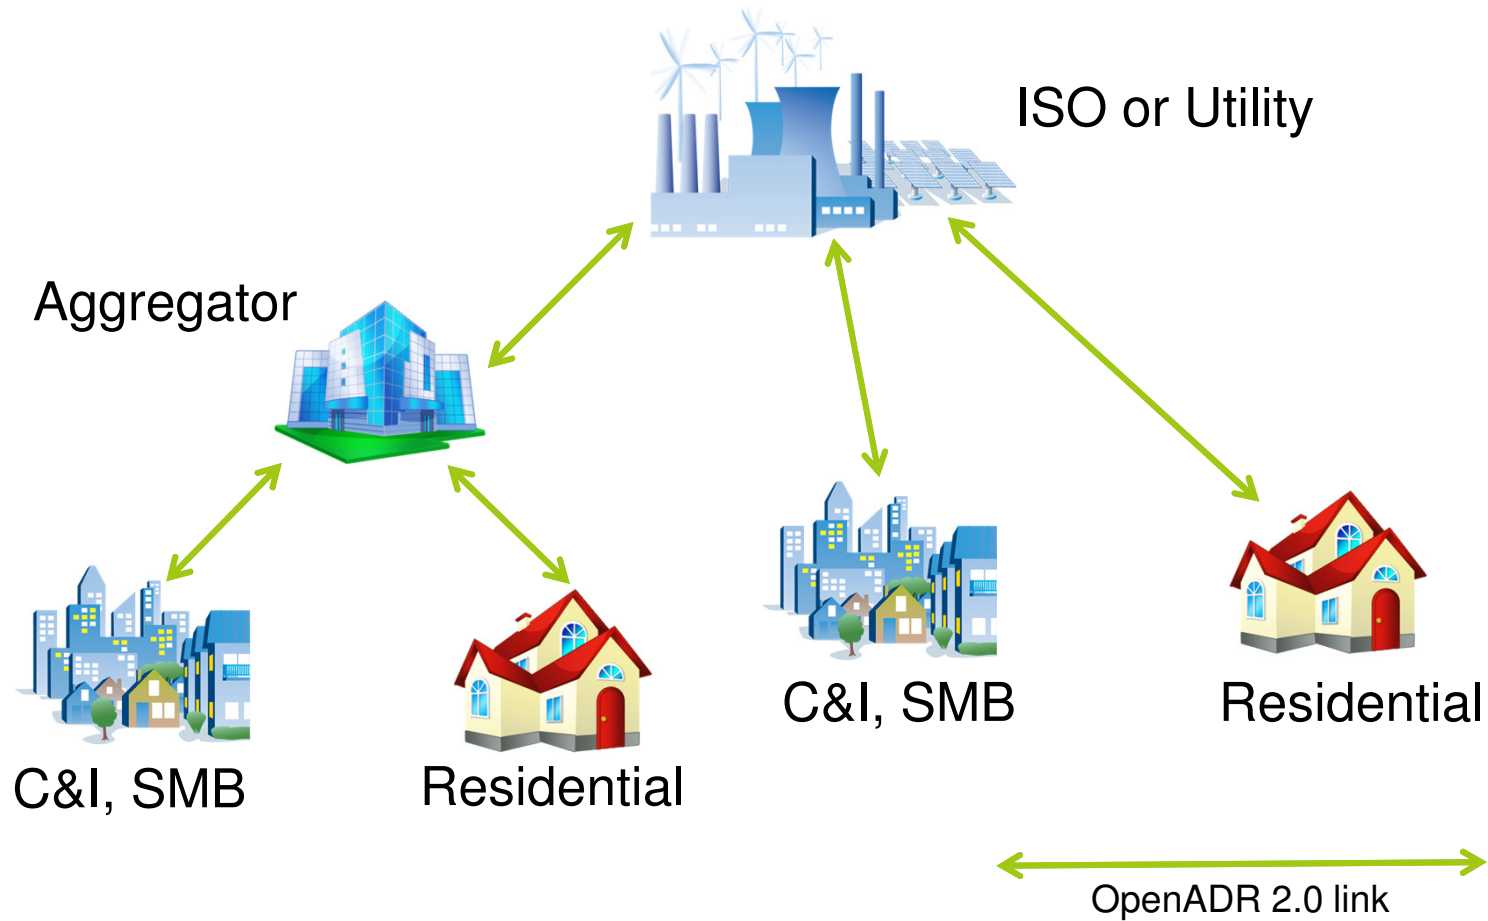 ISO or Utility
Aggregator
C&I, SMB
Residential
C&I, SMB
Residential
OpenADR 2.0 link